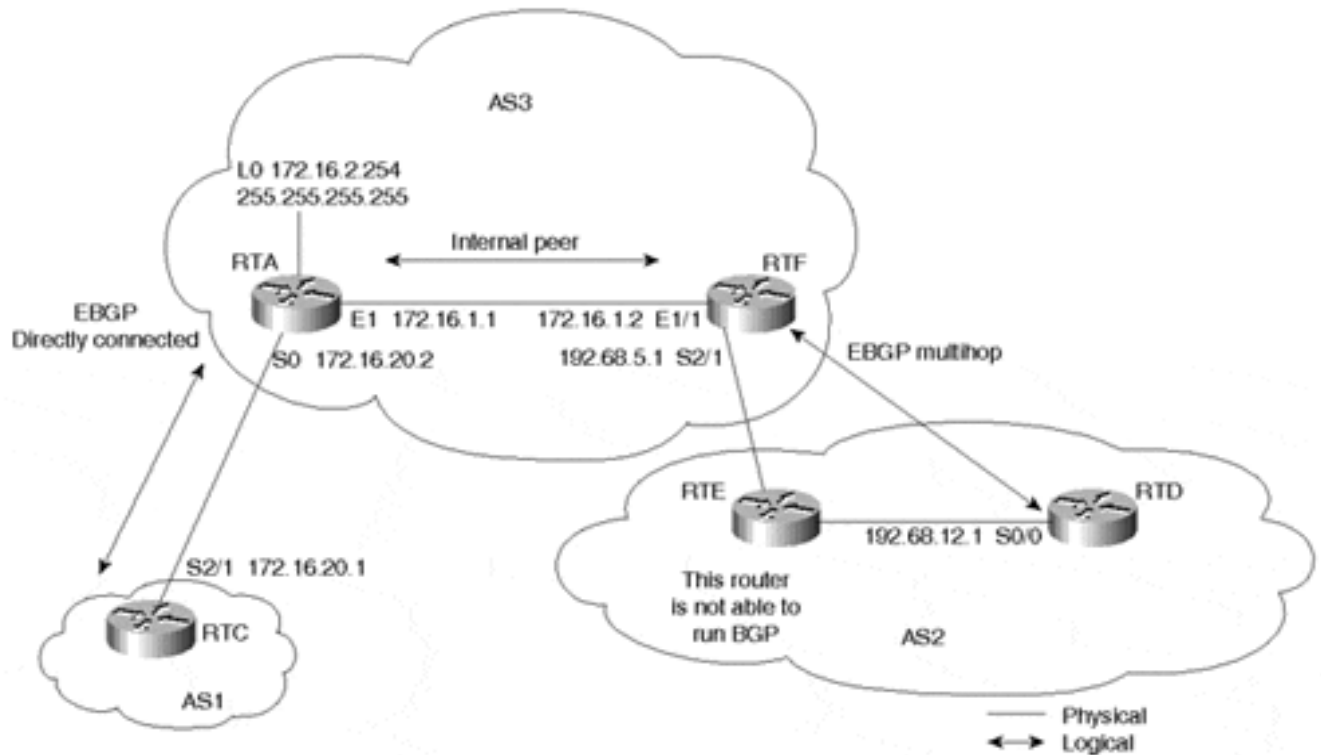 AS3
L0 172.16.2.254
255.255.255.255
Internal peer
RTA
RTF
EBGP
Directly connected
E1 172.16.1.1
172.16.1.2 E1/1
S0 172.16.20.2
192.68.5.1 S2/1
EBGP multihop
RTE
RTD
192.68.12.1 S0/0
S2/1 172.16.20.1
This router
is not able to
run BGP
RTC
AS2
AS1
Physical
Logical